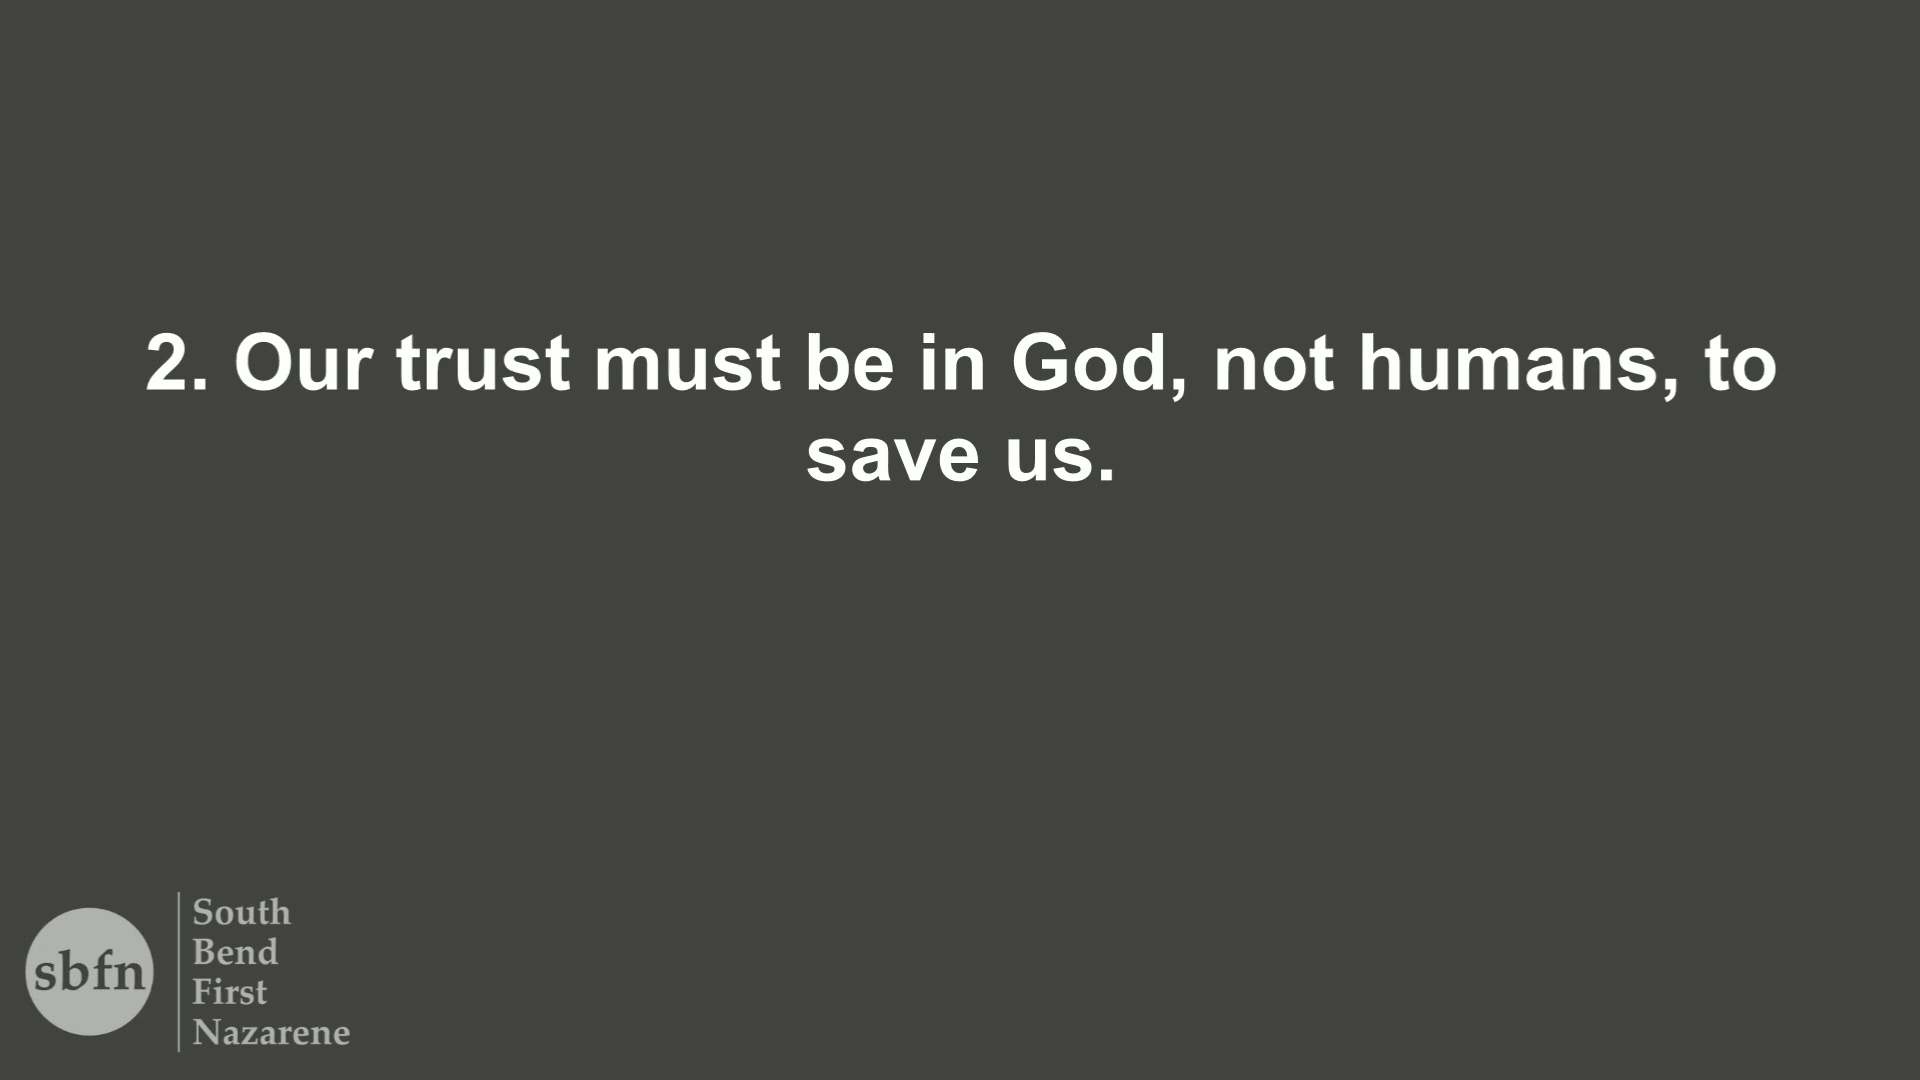 2. Our trust must be in God, not humans, to
save us.
sbfn
South
Bend
First
Nazarene